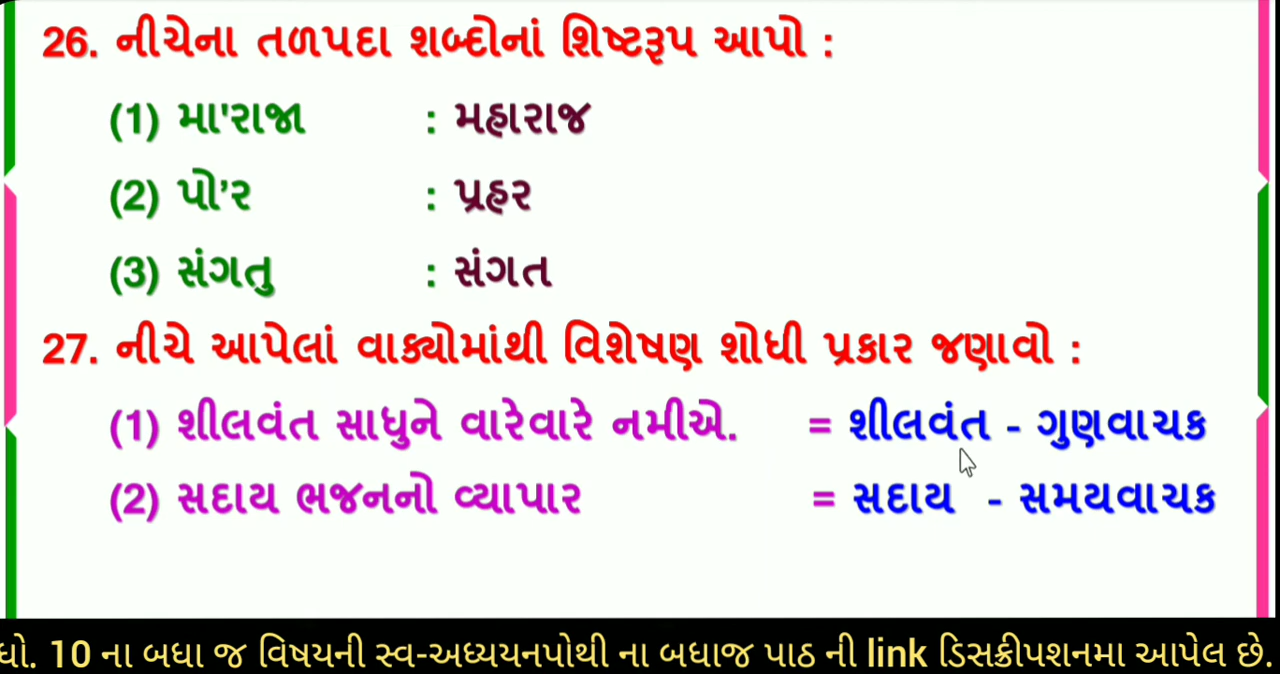 26. નીચેના તળપદા શબ્દોનાં શિષ્ટરૂપ આપો :
(1) મા'રાજા : મહારાજ
(2) પો'ર : પ્રહર
(3) સંગતુ : સંગત
27. નીચે આપેલાં વાક્યોમાંથી વિશેષણ શોધી પ્રકાર જણાવો :
(1) શીલવંત સાધુને વારેવારે નમીએ. = શીલવંત - ગુણવાચક
(2) સદાય ભજનનો વ્યાપાર = સદાય - સમયવાચક
ધો. 10 ના બધા જ વિષયની સ્વ-અધ્યયનપોથી ના બધાજ પાઠ ની link ડિસક્રીપશનમા આપેલ છે.